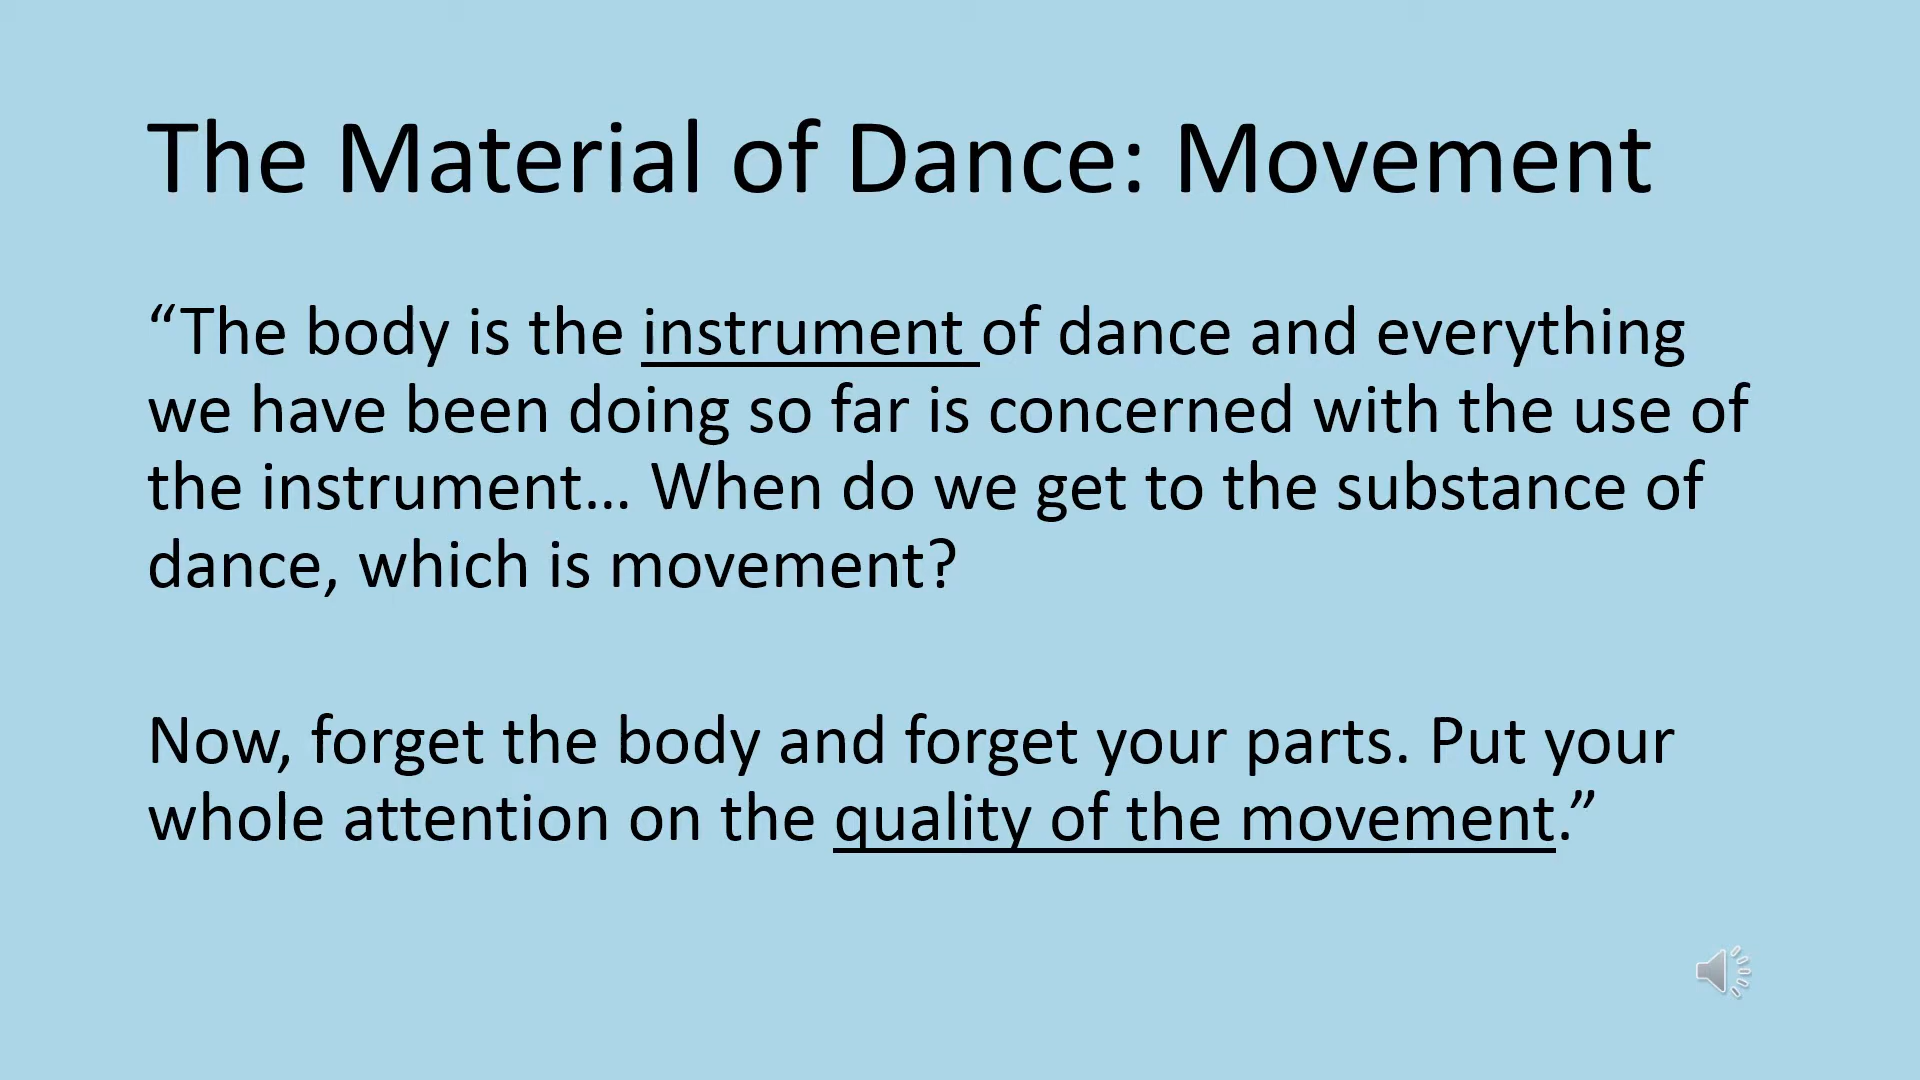 The Material of Dance: Movement
“The body is the instrument of dance and everything
we have been doing so far is concerned with the use of
the instrument… When do we get to the substance of
dance, which is movement?
Now, forget the body and forget your parts. Put your
whole attention on the quality of the movement.”